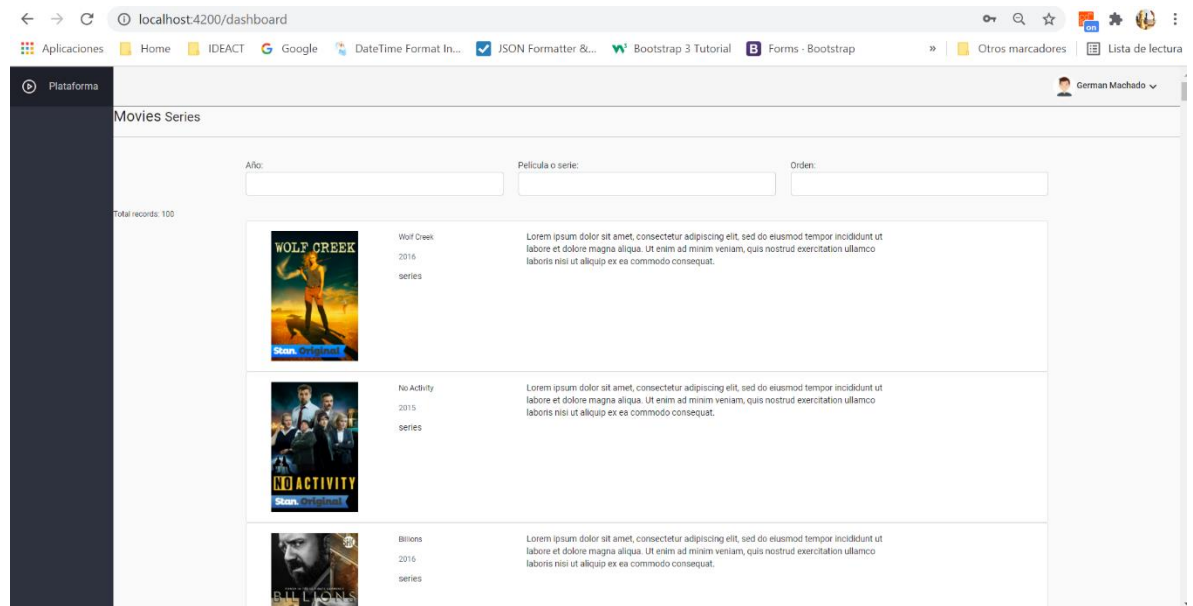 localhost:4200/dashboard
on
Aplicaciones Home IDEACT Google DateTime Format In... JSON Formatter &... Bootstrap 3 Tutorial B Forms - Bootstrap » Otros marcadores Lista de lectura
Plataforma
German Machado
Movies Series
Año: Película o serie: Orden:
Total records: 100
WOLF CREEK
Stan. Original
Wolf Creek
2016
series
Lorem ipsum dolor sit amet, consectetur adipiscing elit, sed do eiusmod tempor incididunt ut
labore et dolore magna aliqua. Ut enim ad minim veniam, quis nostrud exercitation ullamco
laboris nisi ut aliquip ex ea commodo consequat.
NO ACTIVITY
Stan. Original
No Activity
2015
series
Lorem ipsum dolor sit amet, consectetur adipiscing elit, sed do eiusmod tempor incididunt ut
labore et dolore magna aliqua. Ut enim ad minim veniam, quis nostrud exercitation ullamco
laboris nisi ut aliquip ex ea commodo consequat.
BILLIONS
Billions
2016
series
Lorem ipsum dolor sit amet, consectetur adipiscing elit, sed do eiusmod tempor incididunt ut
labore et dolore magna aliqua. Ut enim ad minim veniam, quis nostrud exercitation ullamco
laboris nisi ut aliquip ex ea commodo consequat.